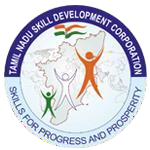 TAMIL NADU SKILL DEVELOPMENT CORPORATION
SKILLS FOR PROGRESS AND PROSPERITY